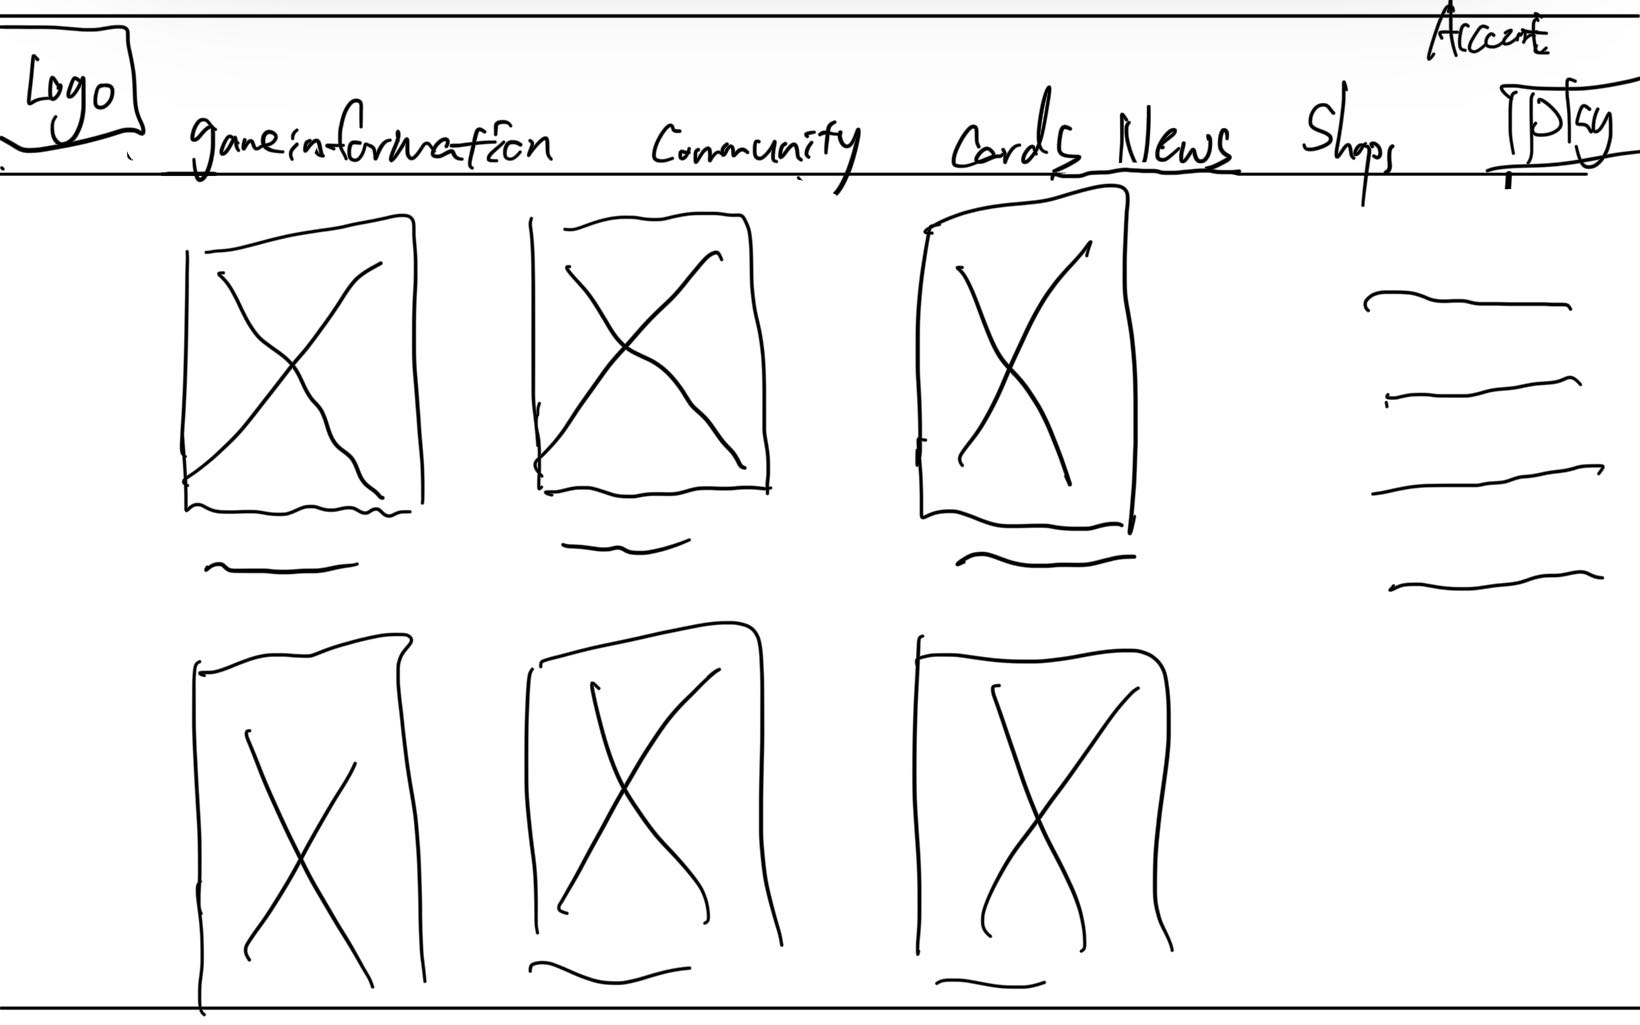 Account
Logo
gameinformation Community Cards News Shops play